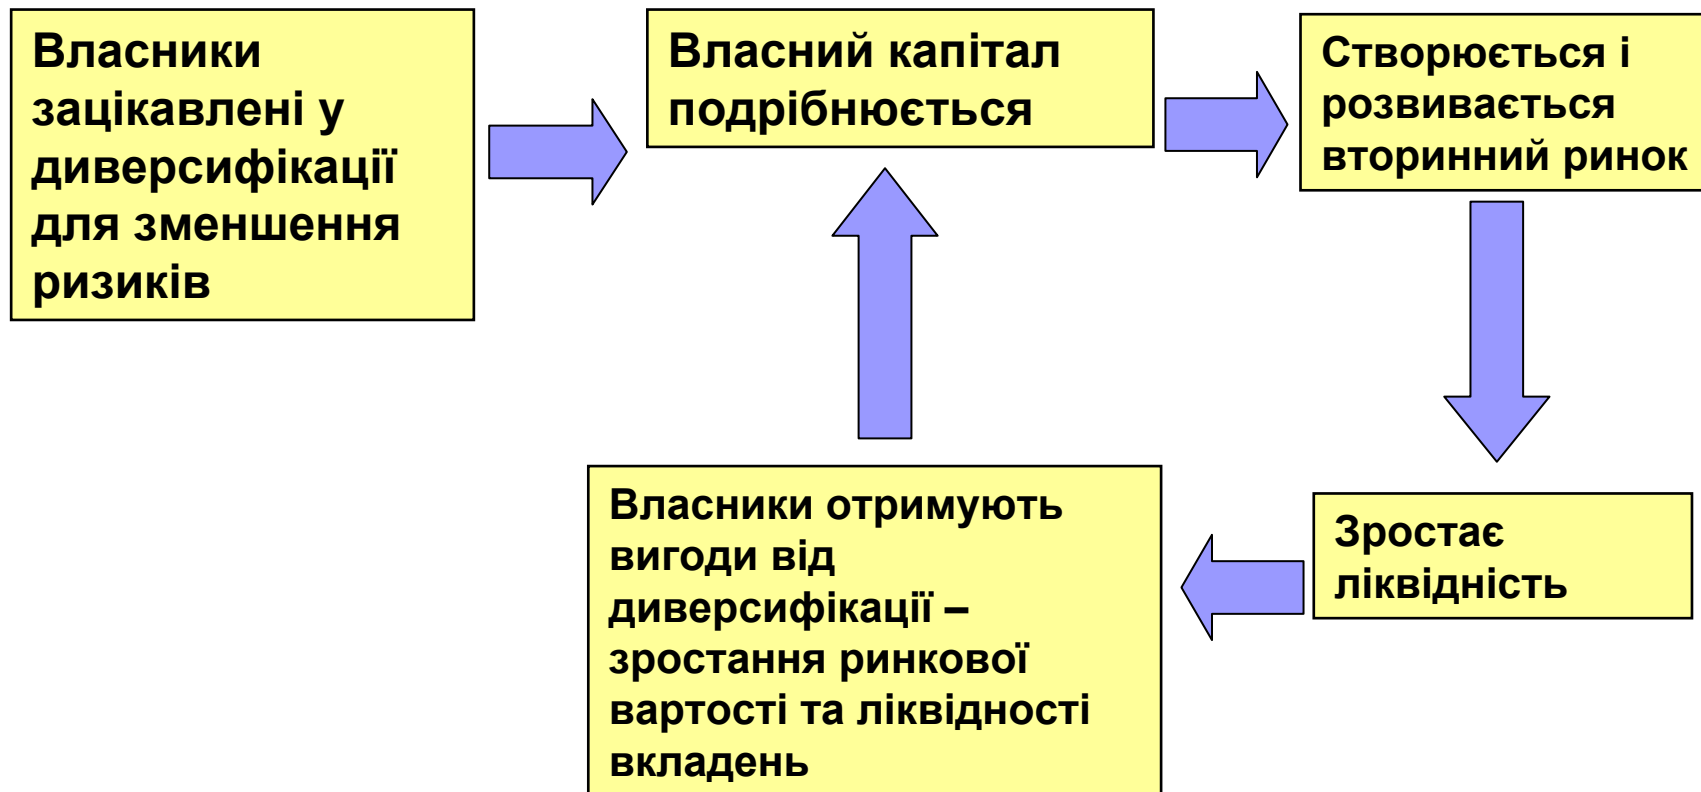 Власники
зацікавлені у
диверсифікації
для зменшення
ризиків
Власний капітал
подрібнюється
Створюється і
розвивається
вторинний ринок
Зростає
ліквідність
Власники отримують
вигоди від
диверсифікації –
зростання ринкової
вартості та ліквідності
вкладень